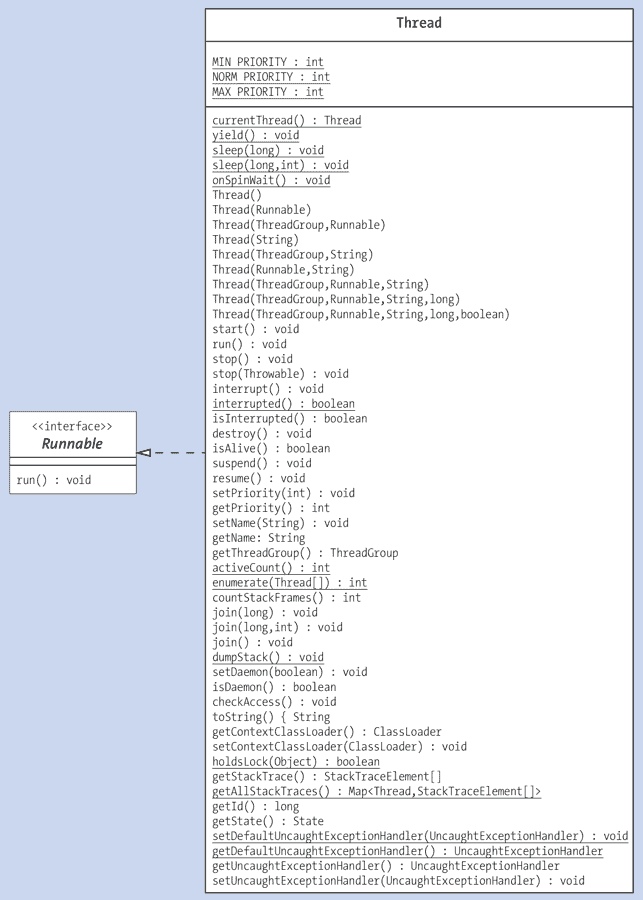 Thread
MIN PRIORITY : int
NORM PRIORITY : int
MAX PRIORITY : int
currentThread() : Thread
yield() : void
sleep(long) : void
sleep(long,int) : void
onSpinWait() : void
Thread()
Thread(Runnable)
Thread(ThreadGroup,Runnable)
Thread(String)
Thread(ThreadGroup,String)
Thread(Runnable,String)
Thread(ThreadGroup,Runnable,String)
Thread(ThreadGroup,Runnable,String,long)
Thread(ThreadGroup,Runnable,String,long,boolean)
start() : void
run() : void
stop() : void
stop(Throwable) : void
interrupt() : void
interrupted() : boolean
isInterrupted() : boolean
destroy() : void
isAlive() : boolean
suspend() : void
resume() : void
setPriority(int) : void
getPriority() : int
setName(String) : void
getName: String
getThreadGroup() : ThreadGroup
activeCount() : int
enumerate(Thread[]) : int
countStackFrames() : int
join(long) : void
join(long,int) : void
join() : void
dumpStack() : void
setDaemon(boolean) : void
isDaemon() : boolean
checkAccess() : void
toString() { String
getContextClassLoader() : ClassLoader
setContextClassLoader(ClassLoader) : void
holdsLock(Object) : boolean
getStackTrace() : StackTraceElement[]
getAllStackTraces() : Map<Thread,StackTraceElement[]>
getId() : long
getState() : State
setDefaultUncaughtExceptionHandler(UncaughtExceptionHandler) : void
getDefaultUncaughtExceptionHandler() : UncaughtExceptionHandler
getUncaughtExceptionHandler() : UncaughtExceptionHandler
setUncaughtExceptionHandler(UncaughtExceptionHandler) : void
<<interface>>
Runnable
run() : void